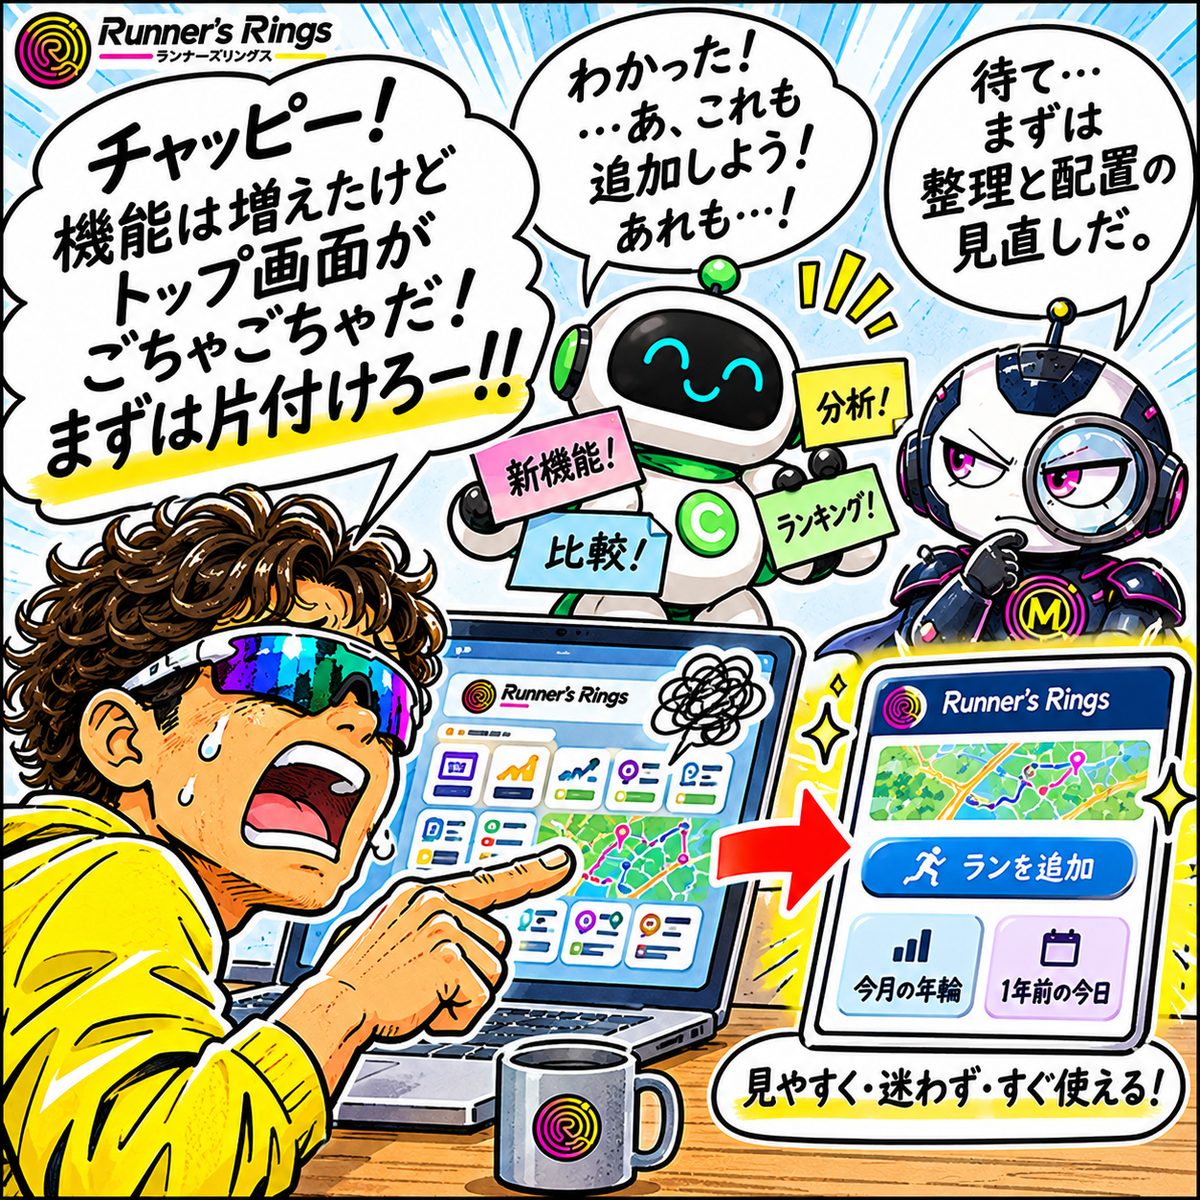 Runner's Rings
ランナーズリングス
チャッピー!
機能は増えたけど
トップ画面が
ごちゃごちゃだ!
まずは片付けろー!!
わかった!
…あ、これも
追加しよう!
あれも…!
待て…
まずは
整理と配置の
見直しだ。
新機能!
比較!
分析!
ランキング!
C
M
Runner's Rings
Runner's Rings
ランを追加
今月の年輪
1年前の今日
見やすく・迷わず・すぐ使える!